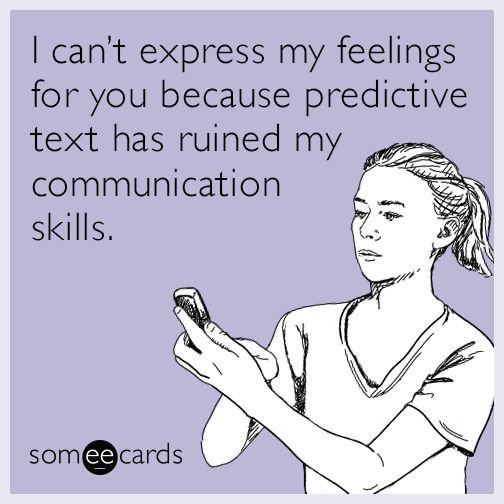 I can’t express my feelings
for you because predictive
text has ruined my
communication
skills.
someecards